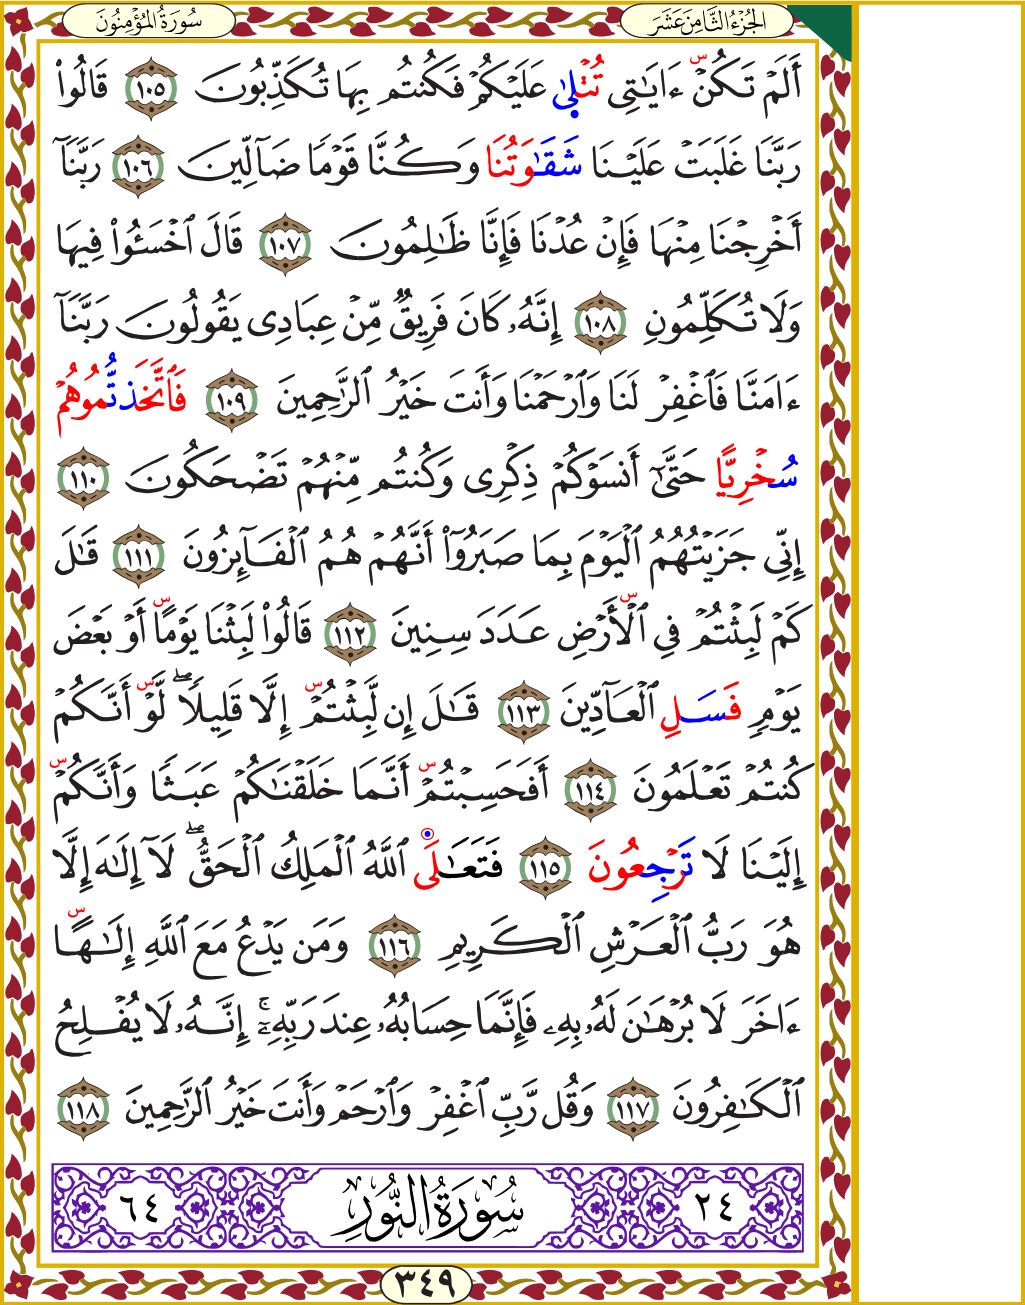 الجُزْءُ الثَّامِنَ عَشَرَ
سُورَةُ المُؤْمِنُونَ
أَلَمْ تَكُنْۜ ءَايَـٰتِى تُتْلٜىٰ عَلَيْكُمْ فَكُنتُم بِهَا تُكَذِّبُونَ ١٠٥ قَالُوا۟
رَبَّنَا غَلَبَتْ عَلَيْنَا شَقَـٰوَتُنَا وَكُنَّا قَوْمًا ضَآلِّينَ ١٠٦ رَبَّنَآ
أَخْرِجْنَا مِنْهَا فَإِنْ عُدْنَا فَإِنَّا ظَـٰلِمُونَ ١٠٧ قَالَ ٱخْسَـُٔوا۟ فِيهَا
وَلَا تُكَلِّمُونِ ١٠٨ إِنَّهُۥ كَانَ فَرِيقٌ مِّنْ عِبَادِى يَقُولُونَ رَبَّنَآ
ءَامَنَّا فَٱغْفِرْ لَنَا وَٱرْحَمْنَا وَأَنتَ خَيْرُ ٱلرَّٰحِمِينَ ١٠٩ فَٱتَّخَذتُّمُوهُمْ
سُخْرِيًّا حَتَّىٰٓ أَنسَوْكُمْ ذِكْرِى وَكُنتُم مِّنْهُمْ تَضْحَكُونَ ١١٠
إِنِّى جَزَيْتُهُمُ ٱلْيَوْمَ بِمَا صَبَرُوٓا۟ أَنَّهُمْ هُمُ ٱلْفَآئِزُونَ ١١١ قَـٰلَ
كَمْ لَبِثْتُمْ فِى ٱلْۜأَرْضِ عَدَدَ سِنِينَ ١١٢ قَالُوا۟ لَبِثْنَا يَوْمًاۜ أَوْ بَعْضَ
يَوْمٍ فَسَلِ ٱلْعَآدِّينَ ١١٣ قَـٰلَ إِن لَّبِثْتُمْۜ إِلَّا قَلِيلًا ۖ لَّوْۜ أَنَّكُمْ
كُنتُمْ تَعْلَمُونَ ١١٤ أَفَحَسِبْتُمْۜ أَنَّمَا خَلَقْنَـٰكُمْ عَبَثًا وَأَنَّكُمْۜ
إِلَيْنَا لَا تَرْجِعُونَ ١١٥ فَتَعَـٰلَى ٱللَّهُ ٱلْمَلِكُ ٱلْحَقُّ ۖ لَآ إِلَـٰهَ إِلَّا
هُوَ رَبُّ ٱلْعَرْشِ ٱلْكَرِيمِ ١١٦ وَمَن يَدْعُ مَعَ ٱللَّهِ إِلَـٰهًاۜ
ءَاخَرَ لَا بُرْهَـٰنَ لَهُۥ بِهِۦ فَإِنَّمَا حِسَابُهُۥ عِندَ رَبِّهِۦٓ ۚ إِنَّهُۥ لَا يُفْلِحُ
ٱلْكَـٰفِرُونَ ١١٧ وَقُل رَّبِّ ٱغْفِرْ وَٱرْحَمْ وَأَنتَ خَيْرُ ٱلرَّٰحِمِينَ ١١٨
٢٤ سُورَةُ النُّورِ ٦٤
٣٤٩